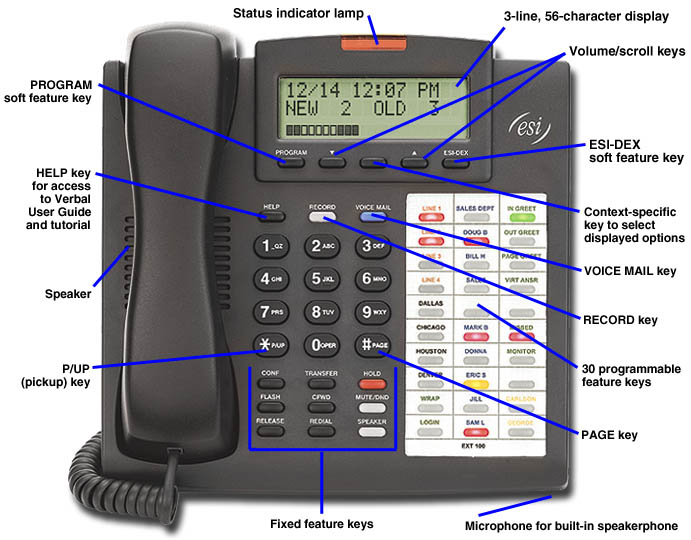 Status indicator lamp
3-line, 56-character display
Volume/scroll keys
PROGRAM
soft feature key
12/14 12:07 PM
NEW 2 OLD 3
esi
PROGRAM ▼ ▲ ESI-DEX
ESI-DEX
soft feature key
HELP key
for access
to Verbal
User Guide
and tutorial
HELP RECORD VOICE MAIL
Context-specific
key to select
displayed options
VOICE MAIL key
Speaker
RECORD key
1 QZ 2 ABC 3 DEF
4 GHI 5 JKL 6 MNO
7 PRS 8 TUV 9 WXY
* P/UP 0 OPER # PAGE
P/UP
(pickup) key
30 programmable
feature keys
PAGE key
CONF TRANSFER HOLD
FLASH CFWD MUTE/DND
RELEASE REDIAL SPEAKER
LINE 1 SALES DEPT IN GREET
DOUG B OUT GREET
LINE 3 BILL H PAGE GREET
LINE 4 SALES VIRT ANSR
DALLAS
CHICAGO MARK B
HOUSTON DONNA MONITOR
DENVER ERIC S
WRAP JILL CARLSON
LOGIN SAM L GEORGE
EXT 100
Fixed feature keys
Microphone for built-in speakerphone